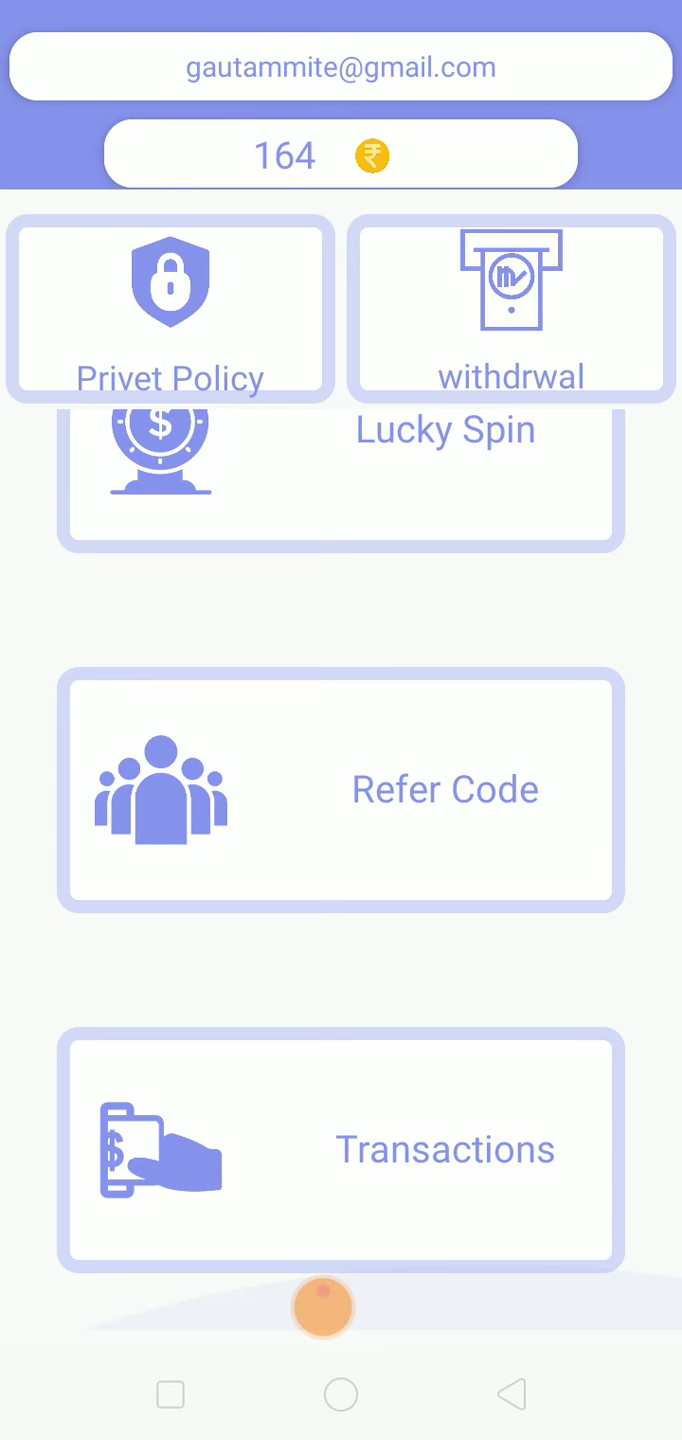 gautammite@gmail.com
164
Privet Policy
withdrwal
Lucky Spin
Refer Code
Transactions